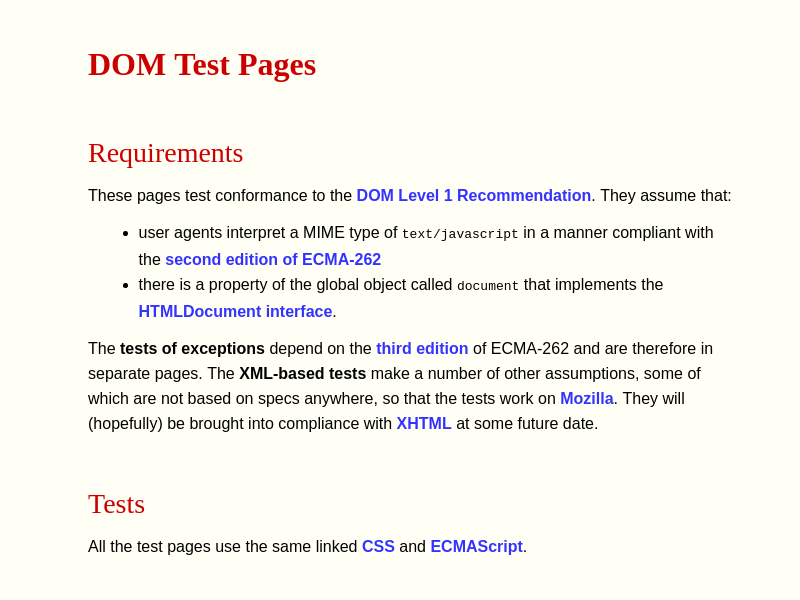 DOM Test Pages
Requirements
These pages test conformance to the DOM Level 1 Recommendation. They assume that:
user agents interpret a MIME type of text/javascript in a manner compliant with
the second edition of ECMA-262
there is a property of the global object called document that implements the
HTMLDocument interface.
The tests of exceptions depend on the third edition of ECMA-262 and are therefore in
separate pages. The XML-based tests make a number of other assumptions, some of
which are not based on specs anywhere, so that the tests work on Mozilla. They will
(hopefully) be brought into compliance with XHTML at some future date.
Tests
All the test pages use the same linked CSS and ECMAScript.